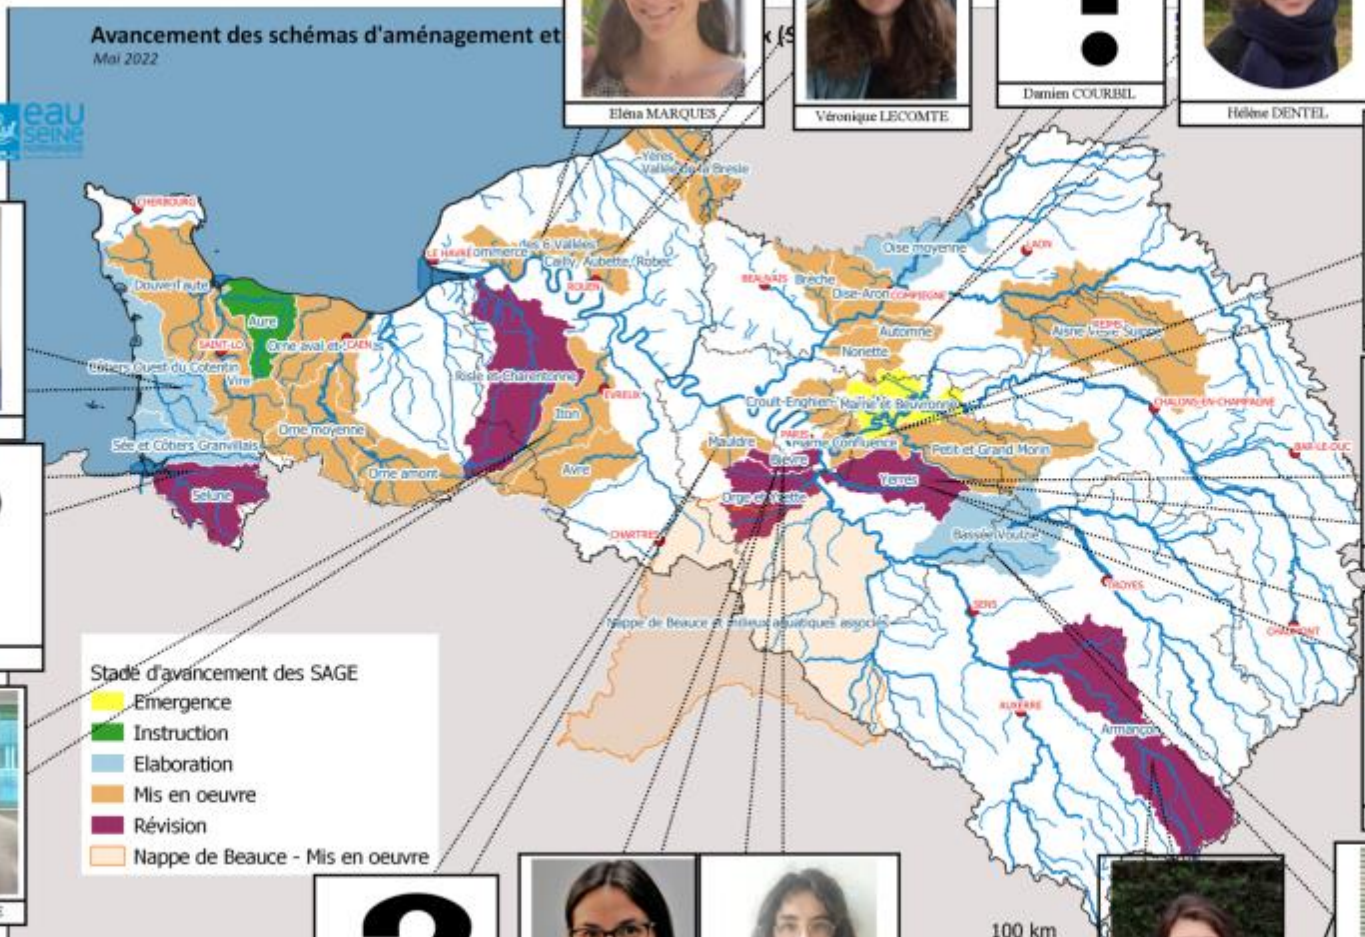 Avancement des schémas d'aménagement et
x (S
Mai 2022
eau
SEINE
NORMANDIE
Eléna MARQUES
Véronique LECOMTE
Damien COURBIL
Hélène DENTEL
Yères
Vallée de la Bresle
CHERBOURG
LE HAVRE
Commerce
des 6 Vallées
Cailly, Aubette, Robec
ROUEN
Oise moyenne
LAON
BEAUVAIS
Brèche
Oise-Aron
COMPIEGNE
Douve Taute
Aure
SAINT-LO
Orne aval et
CAEN
Automne
Aisne Vesle Suippe
REIMS
Nonette
Côtiers Ouest du Cotentin
Vire
Risle et Charentonne
EVREUX
Iton
Croult-Enghien-
Marne et Beuvronne
CHALONS-EN-CHAMPAGNE
Orne moyenne
Sée et Côtiers Granvillais
Mauldre
PARIS
Marne Confluence
Petit et Grand Morin
BAR-LE-DUC
Bièvre
Orne amont
Avre
Yerres
Sélune
Orge et Yvette
CHARTRES
Bassée Voulzie
TROYES
SENS
Nappe de Beauce et milieux aquatiques associés
CHAUMONT
AUXERRE
Armançon
Stade d'avancement des SAGE
Emergence
Instruction
Elaboration
Mis en oeuvre
Révision
Nappe de Beauce - Mis en oeuvre
?
100 km